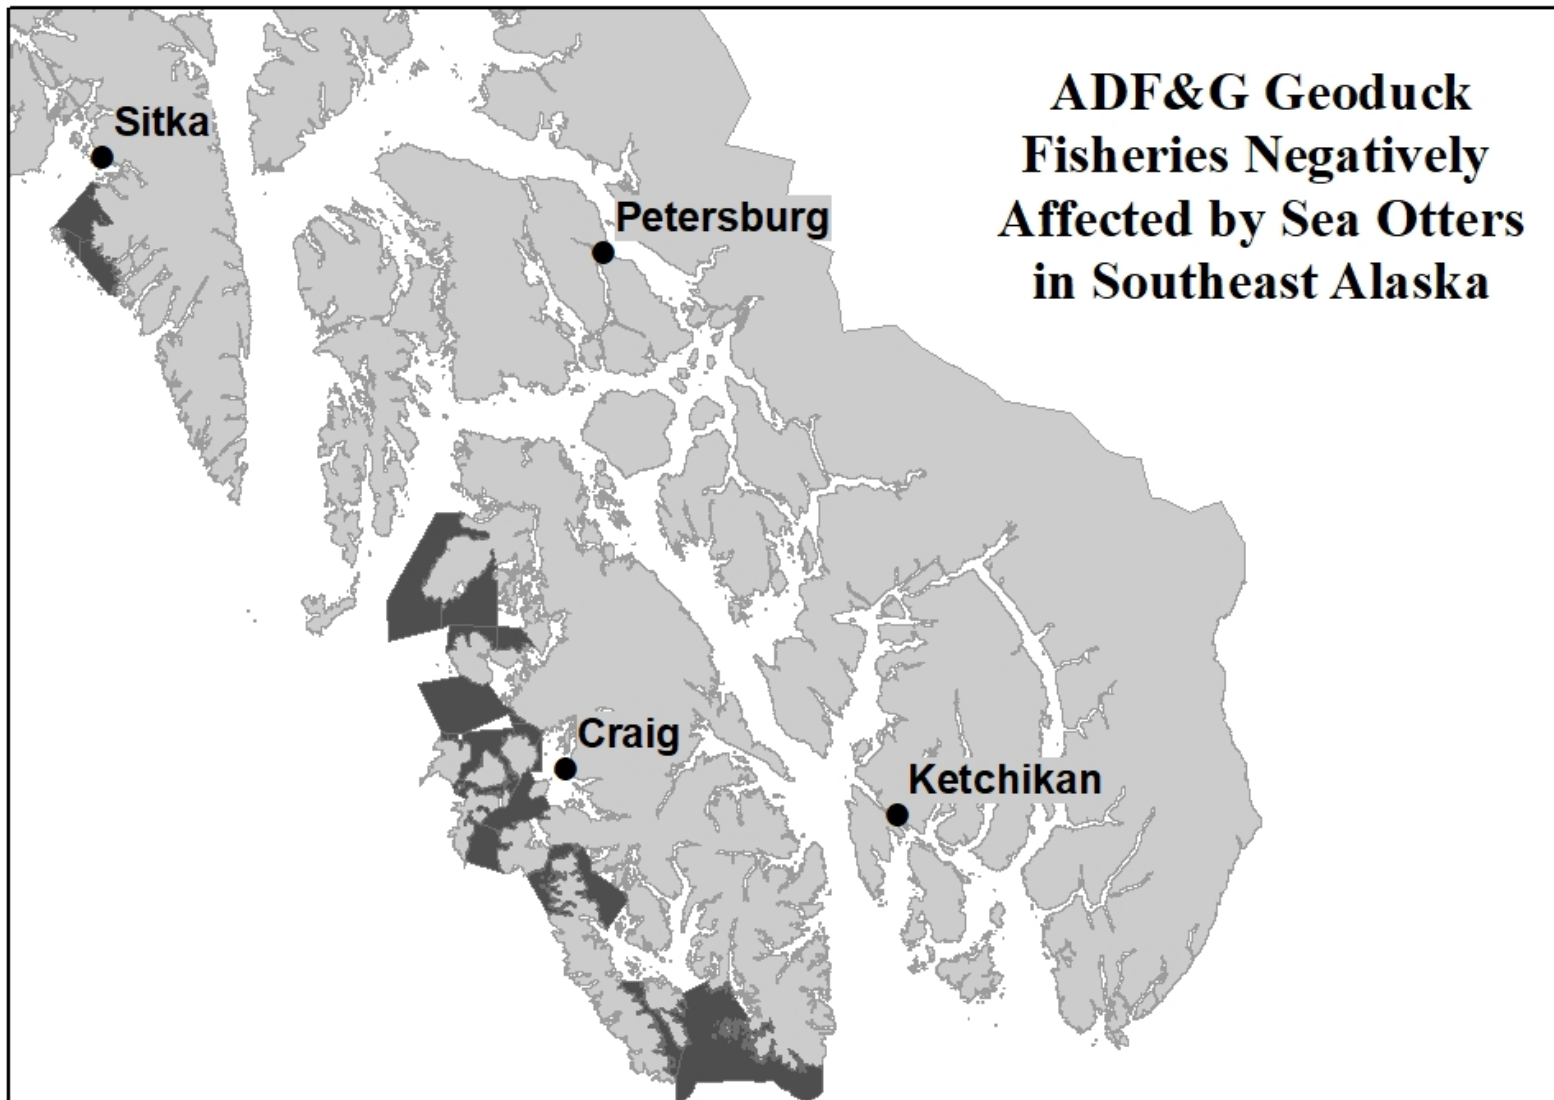 ADF&G Geoduck
Fisheries Negatively
Affected by Sea Otters
in Southeast Alaska
Sitka
Petersburg
Craig
Ketchikan